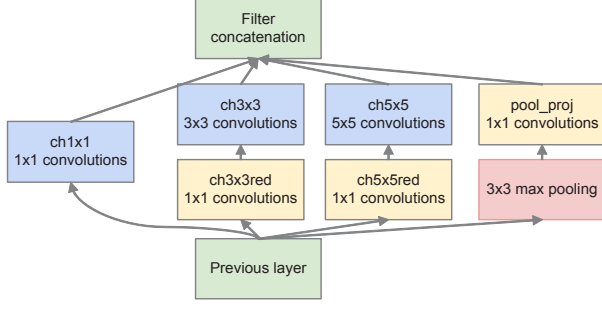 Filter
concatenation
ch3x3
3x3 convolutions
ch5x5
5x5 convolutions
pool_proj
1x1 convolutions
ch1x1
1x1 convolutions
ch3x3red
1x1 convolutions
ch5x5red
1x1 convolutions
3x3 max pooling
Previous layer